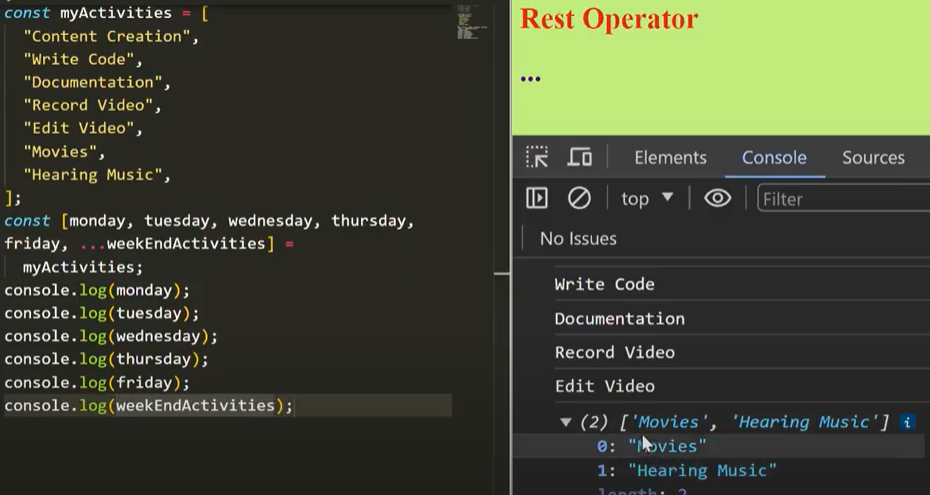 const myActivities = [
"Content Creation",
"Write Code",
"Documentation",
"Record Video",
"Edit Video",
"Movies",
"Hearing Music",
];
const [monday, tuesday, wednesday, thursday,
friday, ...weekEndActivities] =
myActivities;
console.log(monday);
console.log(tuesday);
console.log(wednesday);
console.log(thursday);
console.log(friday);
console.log(weekEndActivities);
Rest Operator
...
Elements Console Sources
top Filter
No Issues
Write Code
Documentation
Record Video
Edit Video
(2) ['Movies', 'Hearing Music'] i
0: "Movies"
1: "Hearing Music"
length: 2